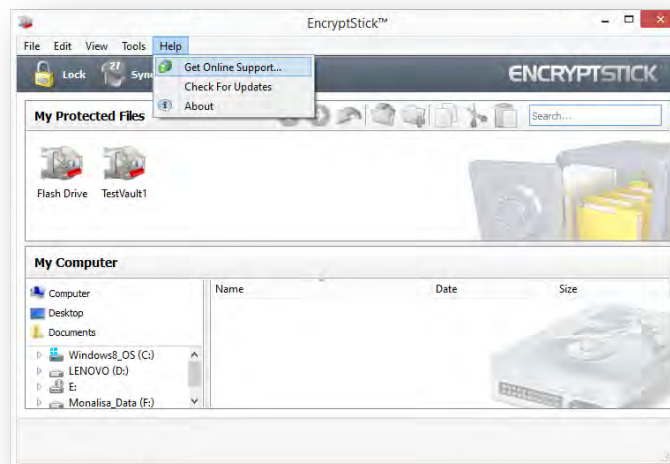 EncryptStick™
File Edit View Tools Help
Lock 27 Sync
Get Online Support...
Check For Updates
About
ENCRYPTSTICK
My Protected Files
Search...
Flash Drive TestVault1
My Computer
Computer
Desktop
Documents
Windows8_OS (C:)
LENOVO (D:)
E:
Monalisa_Data (F:)
Name Date Size